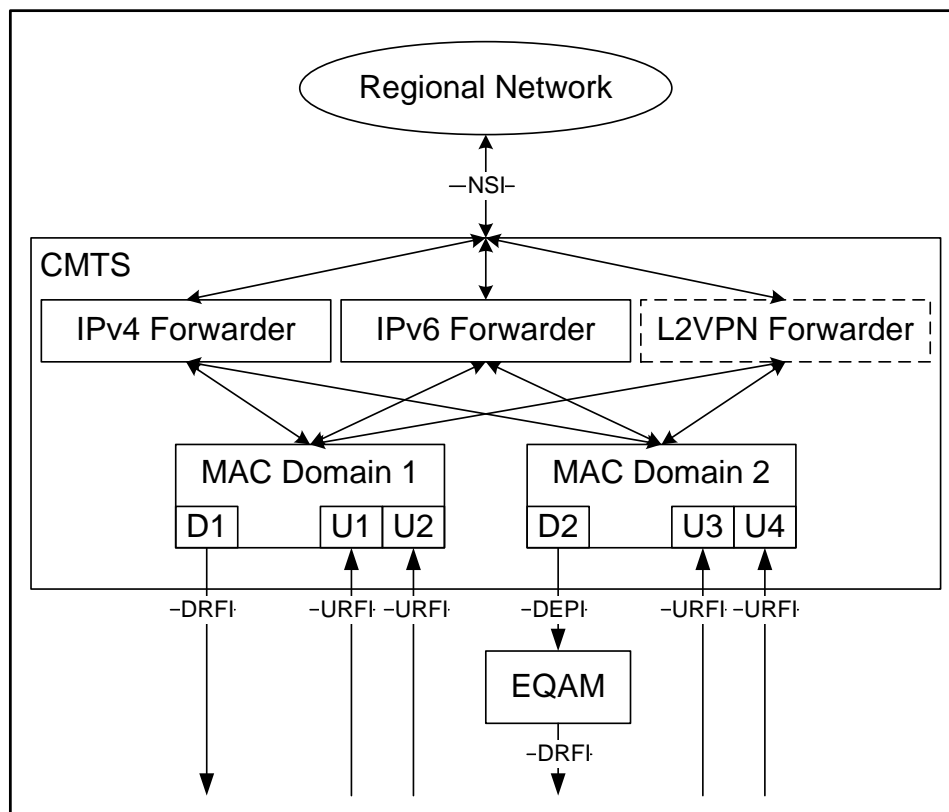 Regional Network
NSI
CMTS
IPv4 Forwarder
IPv6 Forwarder
L2VPN Forwarder
MAC Domain 1
MAC Domain 2
D1
U1
U2
D2
U3
U4
DRFI
URFI
URFI
DEPI
URFI
URFI
EQAM
DRFI